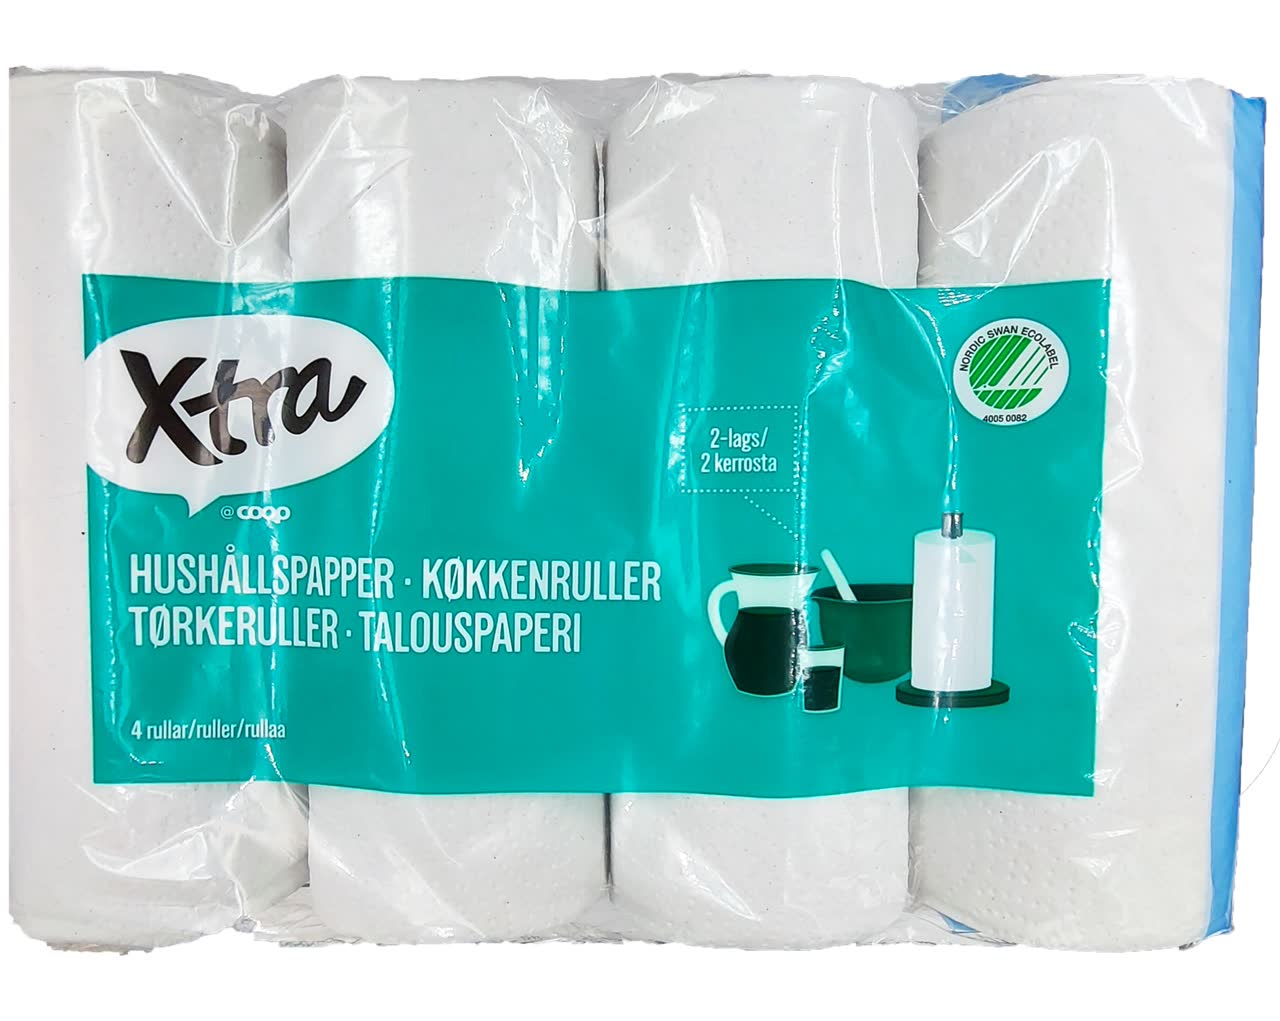 X-tra
@ coop
NORDIC SWAN ECOLABEL
4005 0082
2-lags/
2 kerrosta
HUSHÅLLSPAPPER · KØKKENRULLER
TØRKERULLER · TALOUSPAPERI
4 rullar/ruller/rullaa